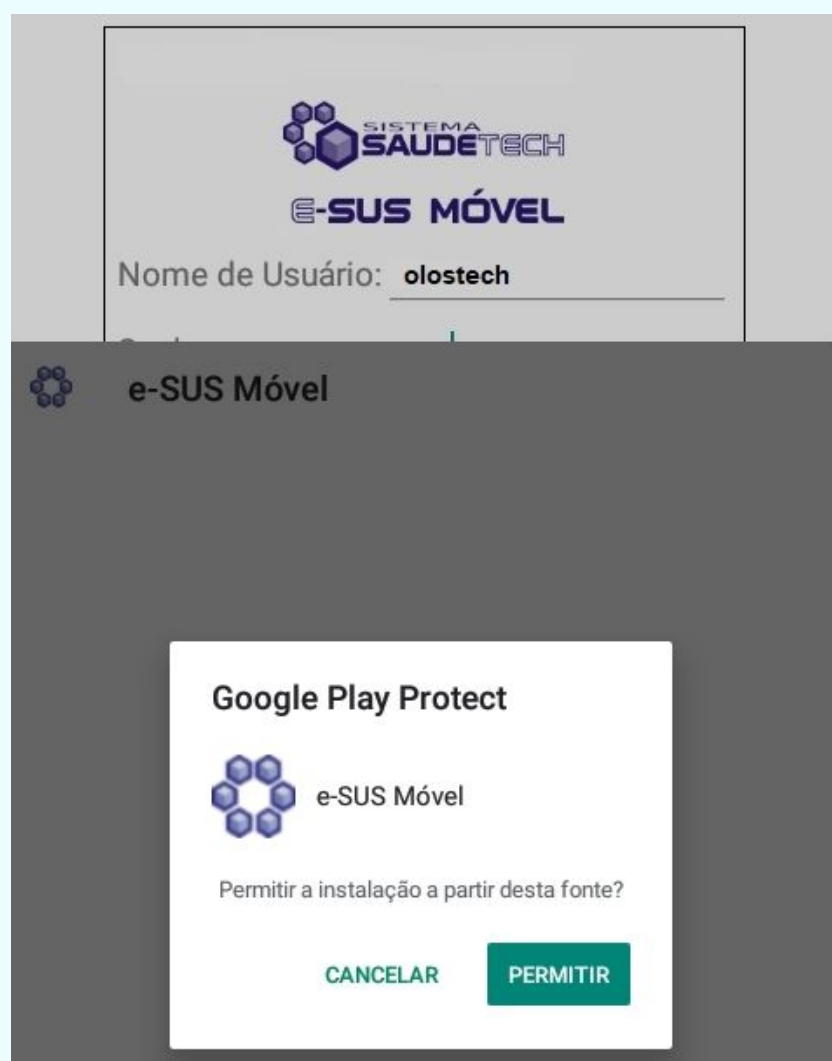 SISTEMA
SAUDETECH
E-SUS MÓVEL
Nome de Usuário: olostech
e-SUS Móvel
Google Play Protect
e-SUS Móvel
Permitir a instalação a partir desta fonte?
CANCELAR PERMITIR